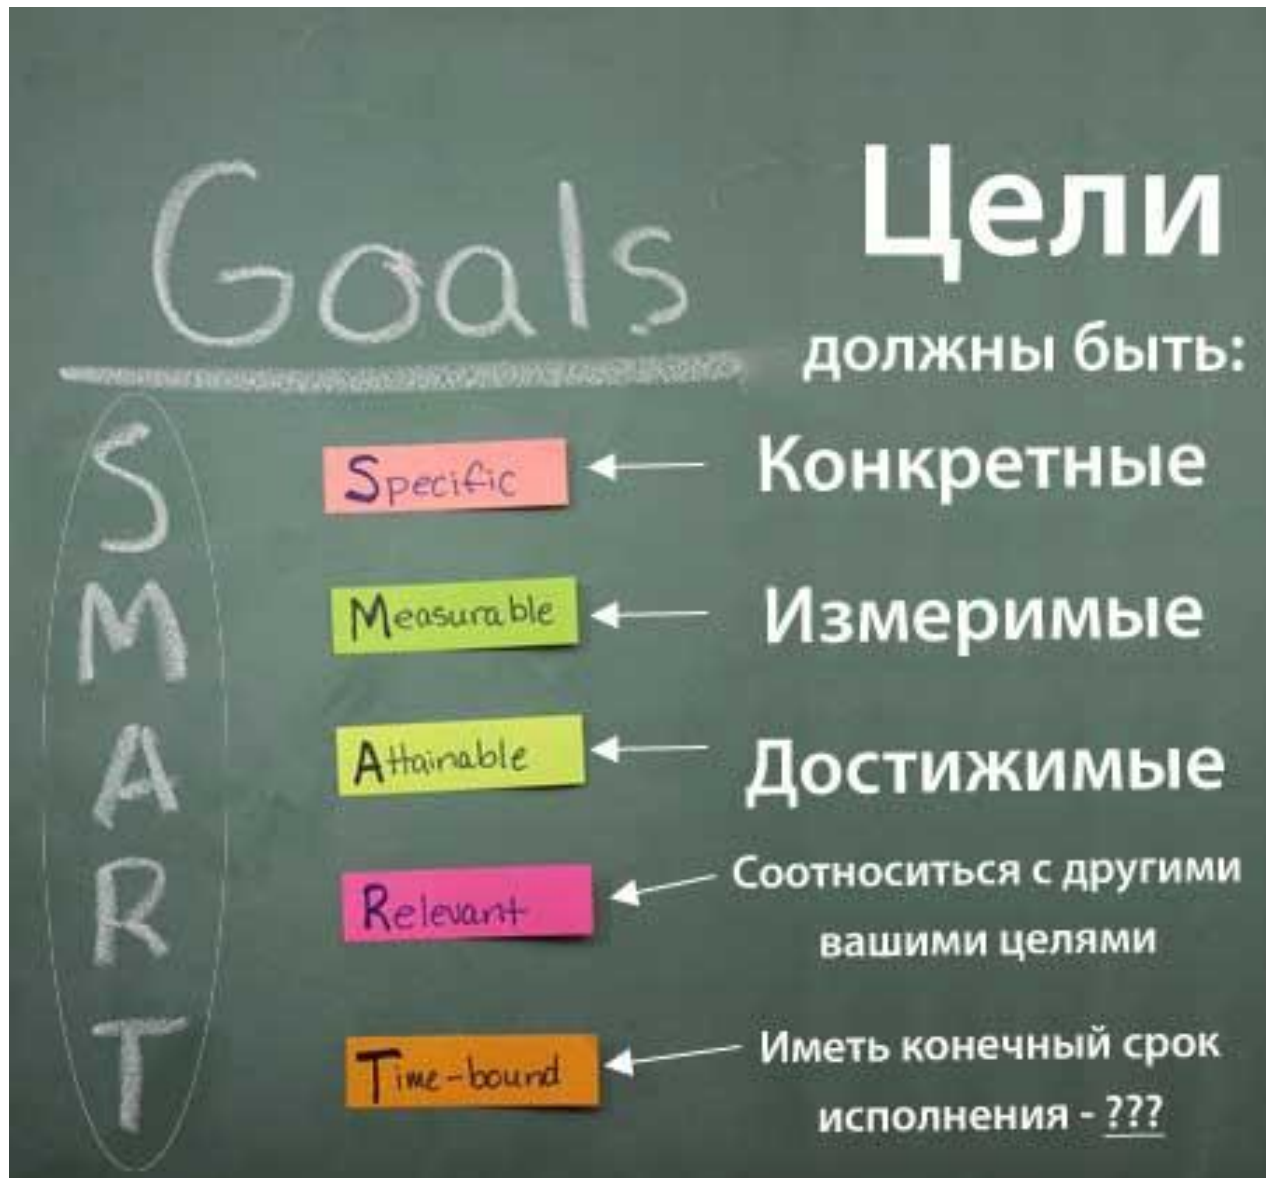 Goals
Цели
должны быть:
S
Specific
Конкретные
M
Measurable
Измеримые
A
Attainable
Достижимые
R
Relevant
Соотноситься с другими
вашими целями
T
Time-bound
Иметь конечный срок
исполнения - ???